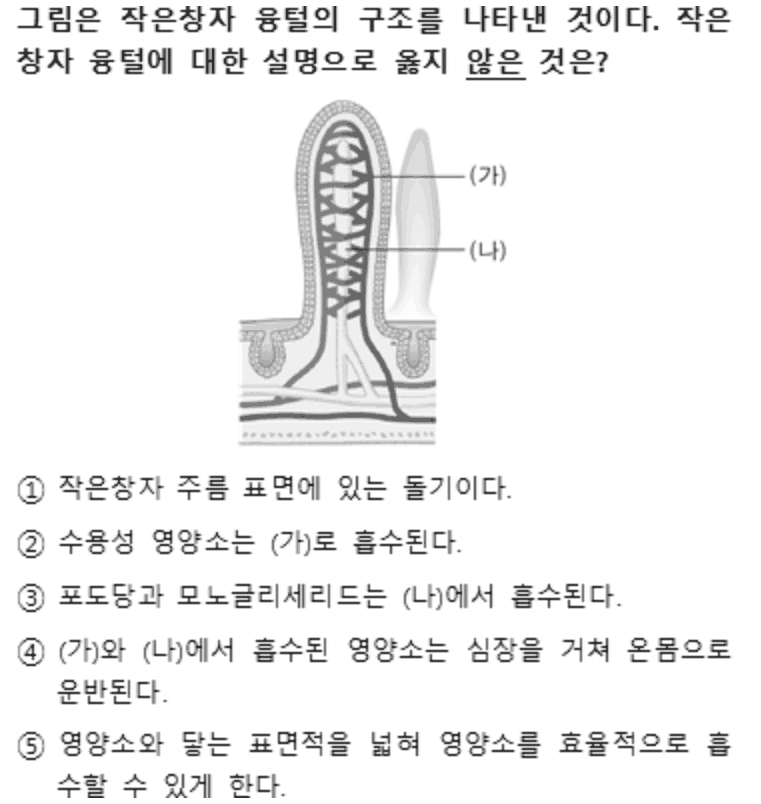 그림은 작은창자 융털의 구조를 나타낸 것이다. 작은
창자 융털에 대한 설명으로 옳지 않은 것은?
(가)
(나)
① 작은창자 주름 표면에 있는 돌기이다.
② 수용성 영양소는 (가)로 흡수된다.
③ 포도당과 모노글리세리드는 (나)에서 흡수된다.
④ (가)와 (나)에서 흡수된 영양소는 심장을 거쳐 온몸으로
운반된다.
⑤ 영양소와 닿는 표면적을 넓혀 영양소를 효율적으로 흡
수할 수 있게 한다.